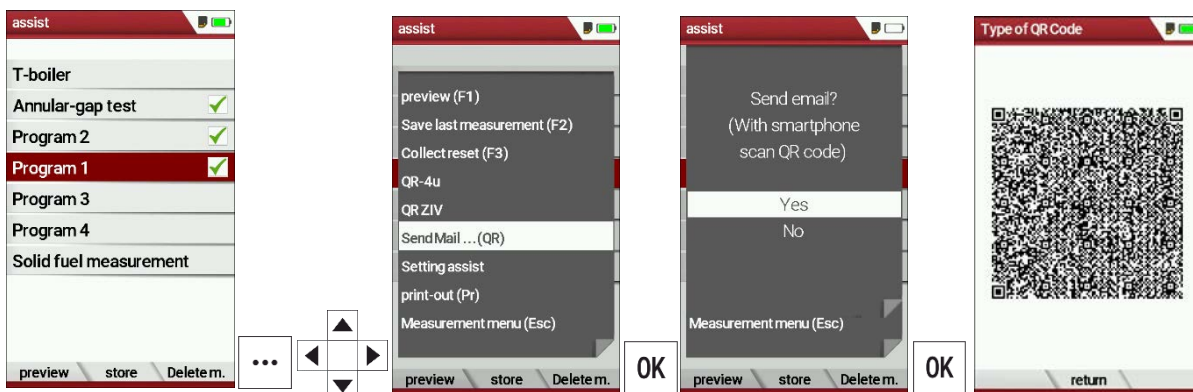 assist
T-boiler
Annular-gap test
Program 2
Program 1
Program 3
Program 4
Solid fuel measurement
preview store Delete m.
...
assist
preview (F1)
Save last measurement (F2)
Collect reset (F3)
QR-4u
QR ZIV
Send Mail ... (QR)
Setting assist
print-out (Pr)
Measurement menu (Esc)
preview store Delete m.
OK
assist
Send email?
(With smartphone
scan QR code)
Yes
No
Measurement menu (Esc)
preview store Delete m.
OK
Type of QR Code
return